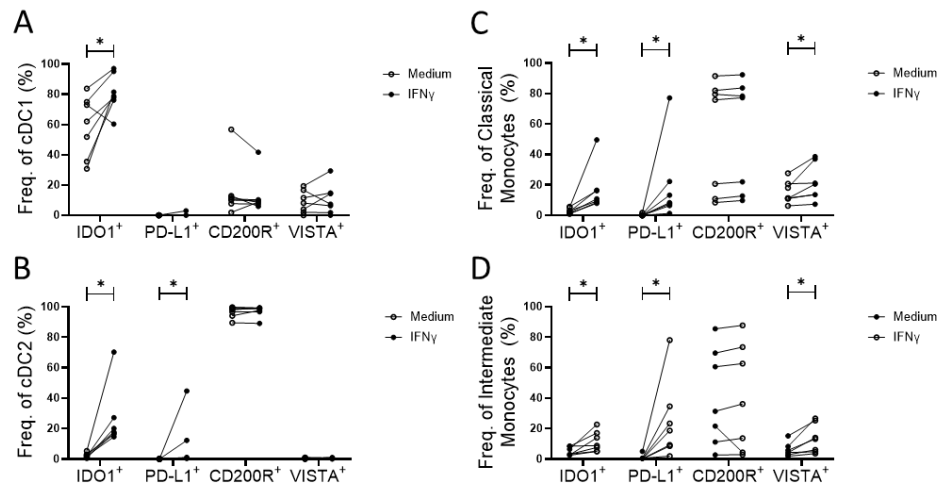 A
Freq. of cDC1 (%)
100
80
60
40
20
0
*
IDO1+
PD-L1+
CD200R+
VISTA+
Medium
IFNγ
C
Freq. of Classical
Monocytes (%)
100
80
60
40
20
0
*
*
*
IDO1+
PD-L1+
CD200R+
VISTA+
Medium
IFNγ
B
Freq. of cDC2 (%)
100
80
60
40
20
0
*
*
IDO1+
PD-L1+
CD200R+
VISTA+
Medium
IFNγ
D
Freq. of Intermediate
Monocytes (%)
100
80
60
40
20
0
*
*
*
IDO1+
PD-L1+
CD200R+
VISTA+
Medium
IFNγ